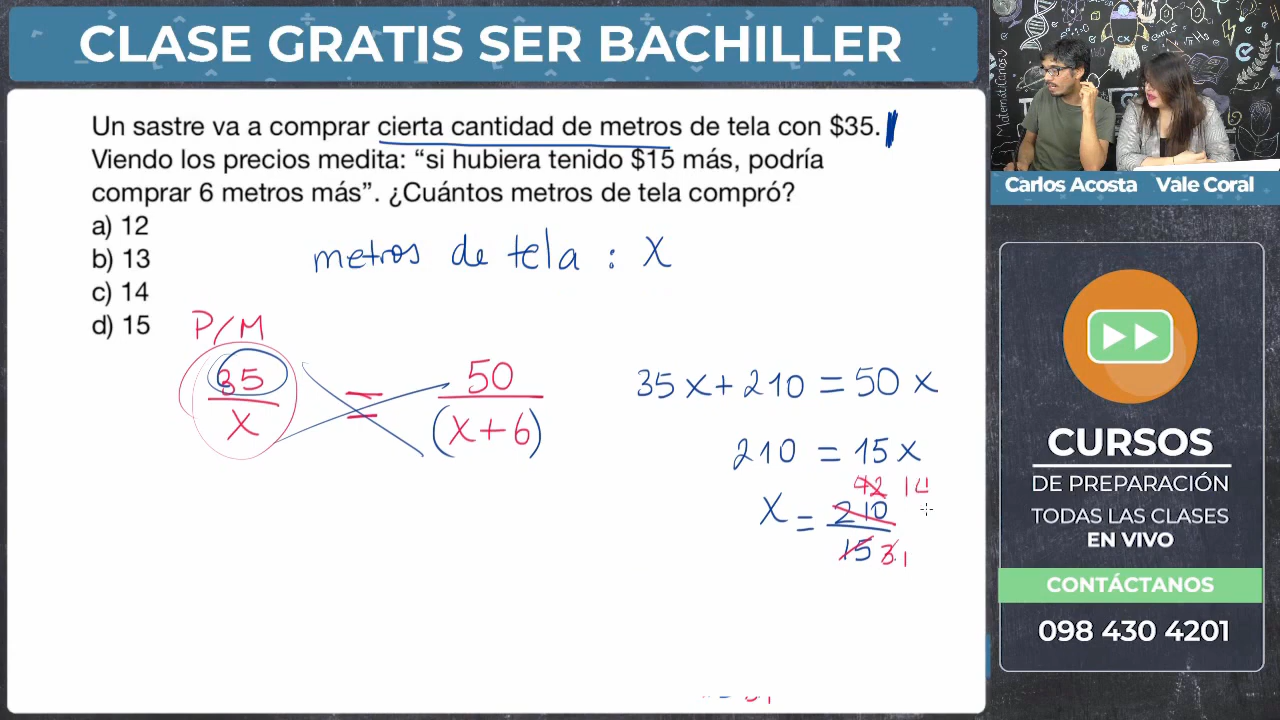 CLASE GRATIS SER BACHILLER
Un sastre va a comprar cierta cantidad de metros de tela con $35.
Viendo los precios medita: “si hubiera tenido $15 más, podría
comprar 6 metros más”. ¿Cuántos metros de tela compró?
a) 12
b) 13
c) 14
d) 15
metros de tela : X
P/M
35
X
=
50
(X+6)
35x+210 = 50x
210 = 15x
42 14
X = 210
15 3 1
Matemáticanos
Carlos Acosta Vale Coral
CURSOS
DE PREPARACIÓN
TODAS LAS CLASES
EN VIVO
CONTÁCTANOS
098 430 4201